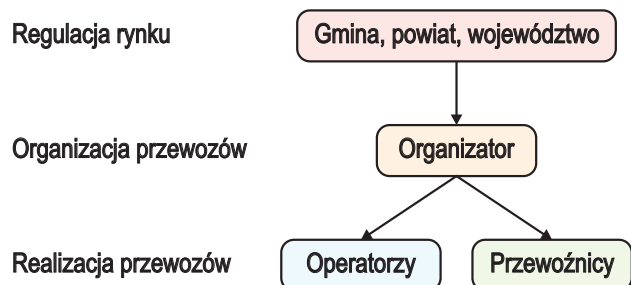 Regulacja rynku
Gmina, powiat, województwo
Organizacja przewozów
Organizator
Realizacja przewozów
Operatorzy
Przewoźnicy